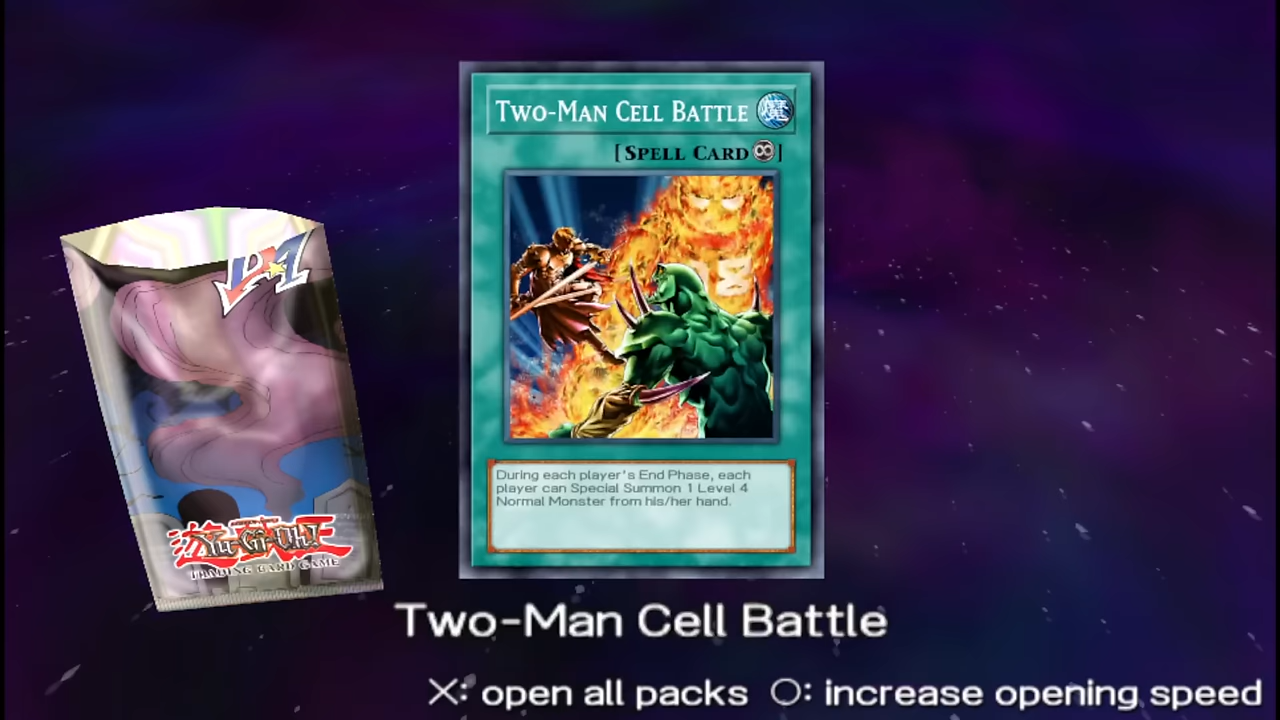 TWO-MAN CELL BATTLE 魔
[SPELL CARD∞]
During each player's End Phase, each
player can Special Summon 1 Level 4
Normal Monster from his/her hand.
Yu-Gi-Oh!
TRADING CARD GAME
Two-Man Cell Battle
X: open all packs O: increase opening speed